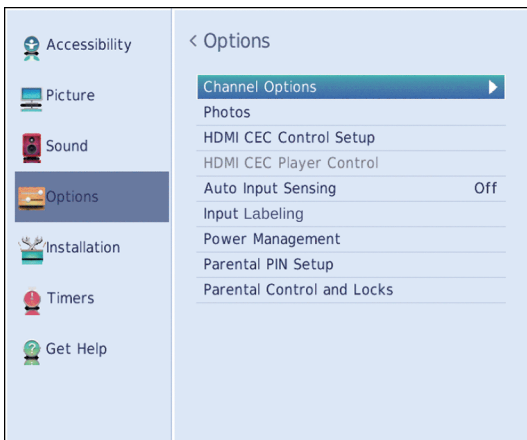 Accessibility
Picture
Sound
Options
Installation
Timers
Get Help
< Options
Channel Options
Photos
HDMI CEC Control Setup
HDMI CEC Player Control
Auto Input Sensing Off
Input Labeling
Power Management
Parental PIN Setup
Parental Control and Locks